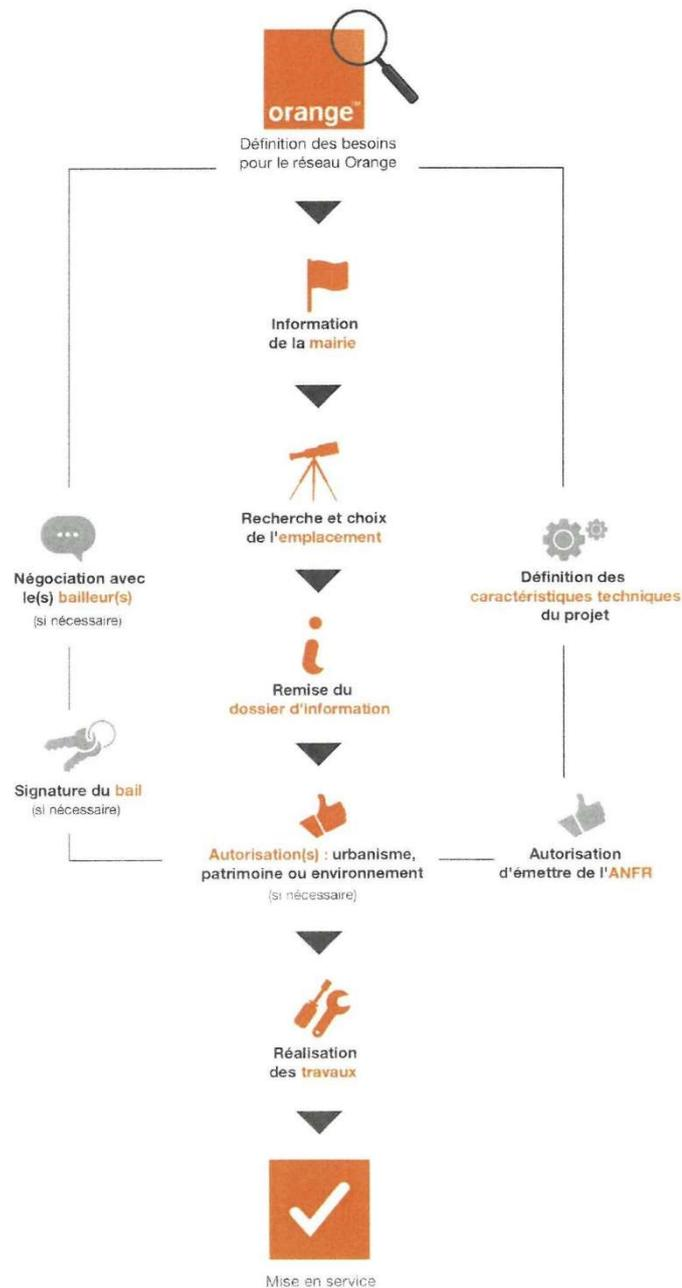 orange™
Définition des besoins
pour le réseau Orange
Information
de la mairie
Recherche et choix
de l'emplacement
Négociation avec
le(s) bailleur(s)
(si nécessaire)
Définition des
caractéristiques techniques
du projet
Remise du
dossier d'information
Signature du bail
(si nécessaire)
Autorisation(s) : urbanisme,
patrimoine ou environnement
(si nécessaire)
Autorisation
d'émettre de l'ANFR
Réalisation
des travaux
Mise en service